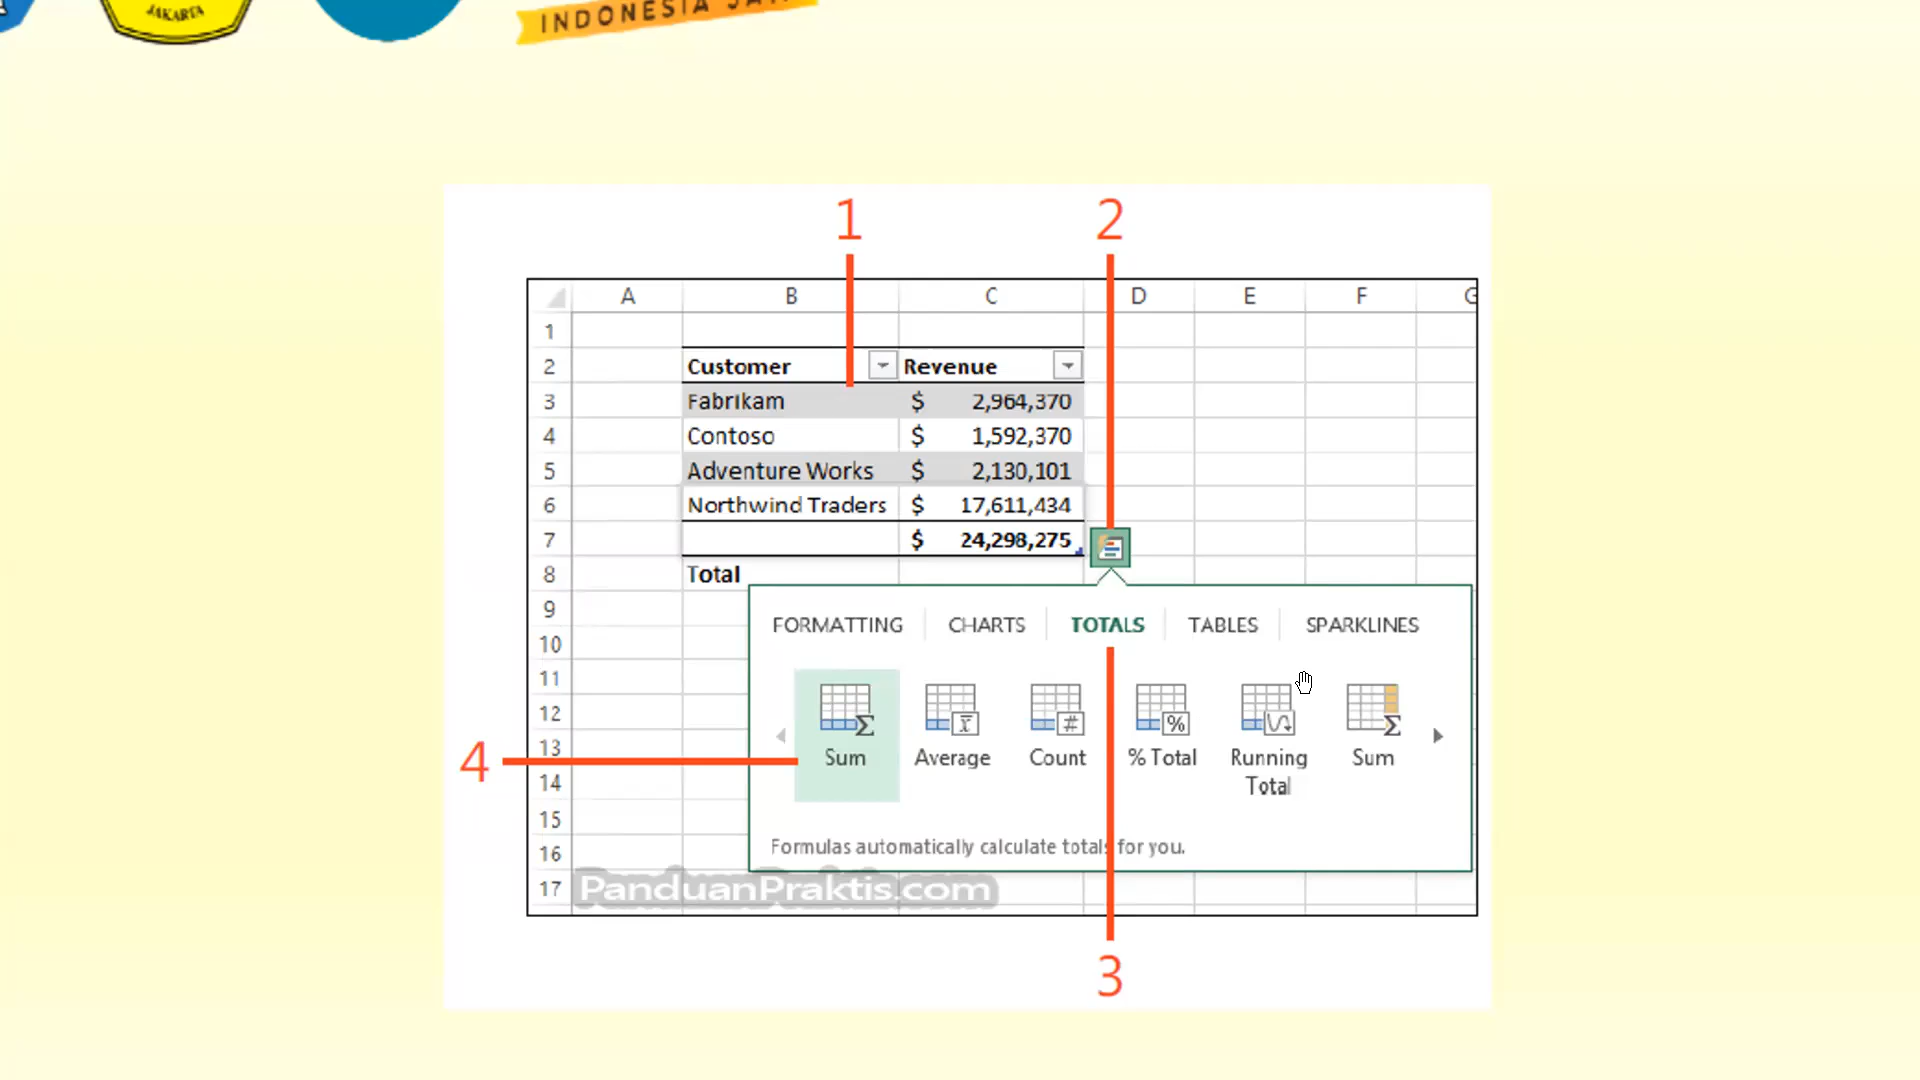 JAKARTA
INDONESIA
1 2
A B C D E F G
1
2 Customer Revenue
3 Fabrikam $ 2,964,370
4 Contoso $ 1,592,370
5 Adventure Works $ 2,130,101
6 Northwind Traders $ 17,611,434
7 $ 24,298,275
8 Total
9 FORMATTING CHARTS TOTALS TABLES SPARKLINES
10
11
12
13 Sum Average Count % Total Running Total Sum
4
14
15
16 Formulas automatically calculate totals for you.
17 PanduanPraktis.com
3